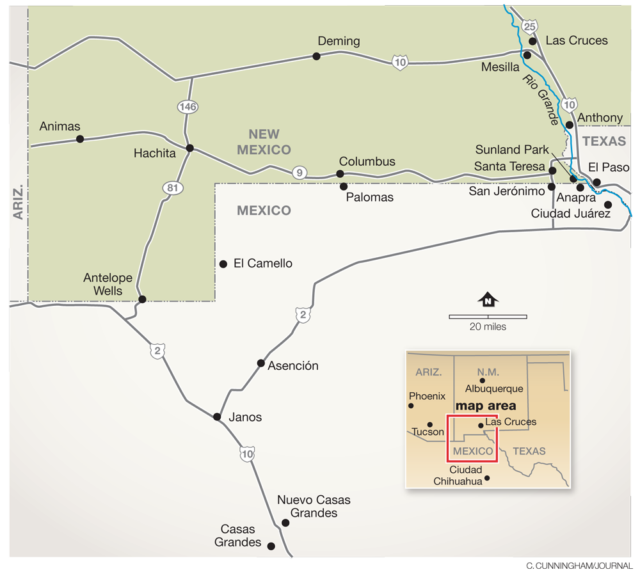 25
Las Cruces
Deming
10
Mesilla
Rio Grande
146
10
Anthony
Animas
NEW
MEXICO
TEXAS
Hachita
Sunland Park
Columbus
Santa Teresa
El Paso
9
81
Palomas
San Jerónimo
Anapra
ARIZ.
MEXICO
Ciudad Juárez
El Camello
Antelope
Wells
N
2
20 miles
2
Asención
ARIZ.
N.M.
Albuquerque
Phoenix
map area
Janos
Las Cruces
Tucson
MEXICO
TEXAS
10
Ciudad
Chihuahua
Nuevo Casas
Grandes
Casas
Grandes
C. CUNNINGHAM/JOURNAL